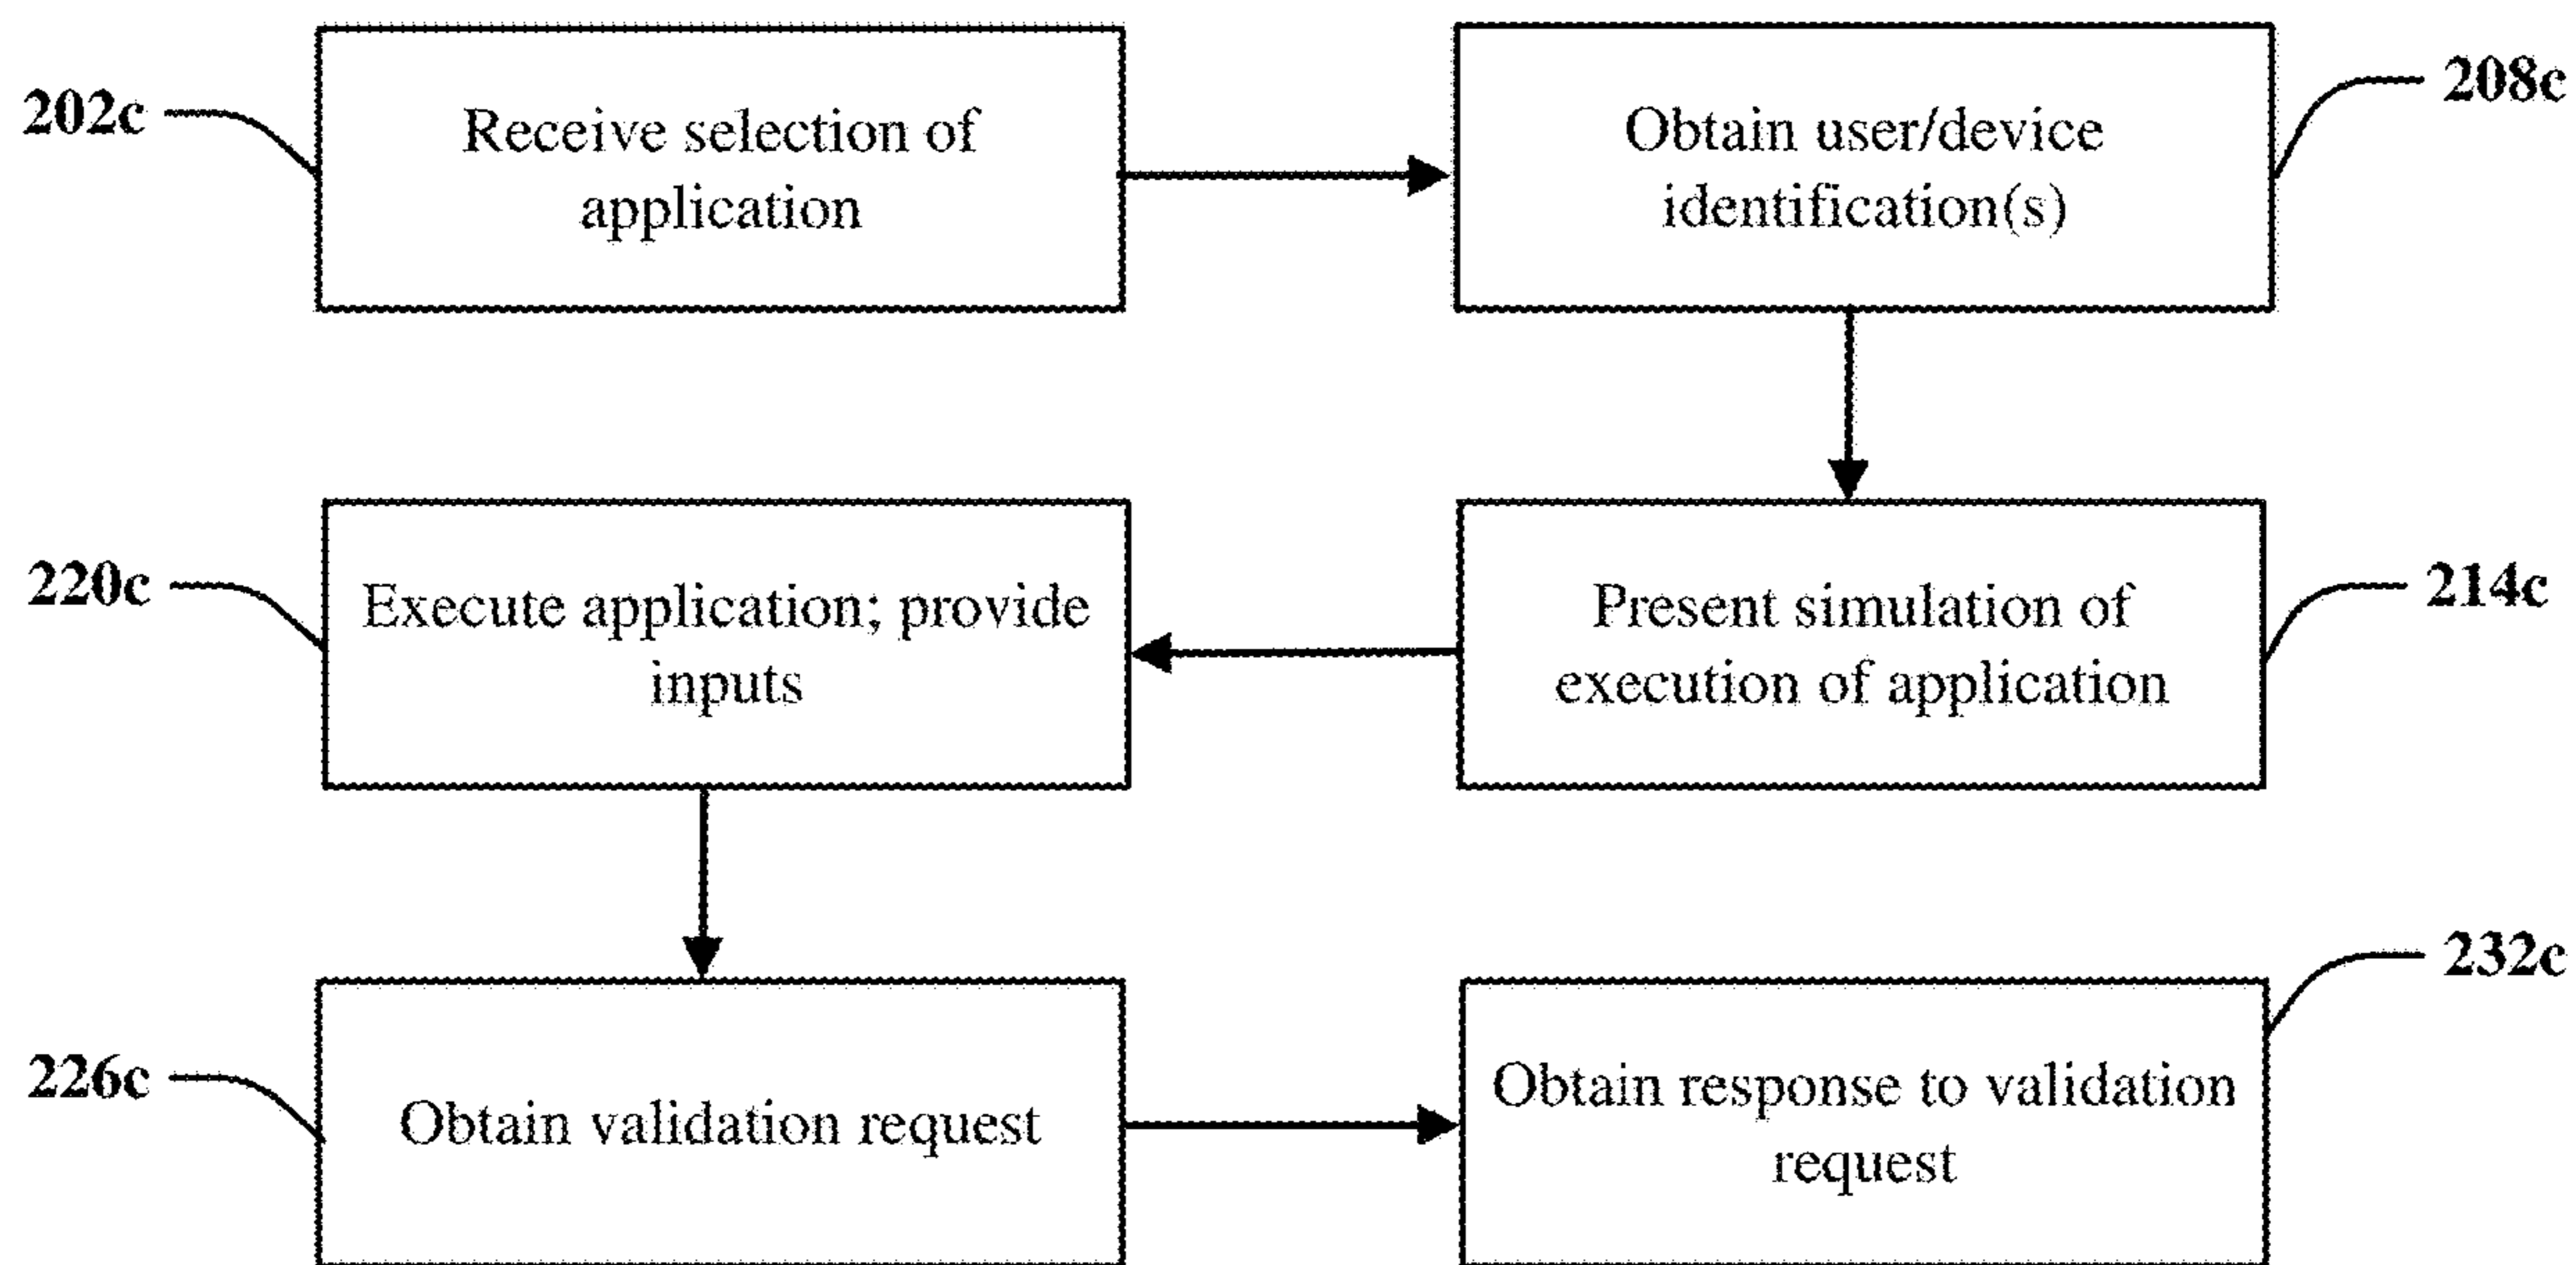 202c
Receive selection of
application
Obtain user/device
identification(s)
208c
220c
Execute application; provide
inputs
Present simulation of
execution of application
214c
226c
Obtain validation request
Obtain response to validation
request
232c